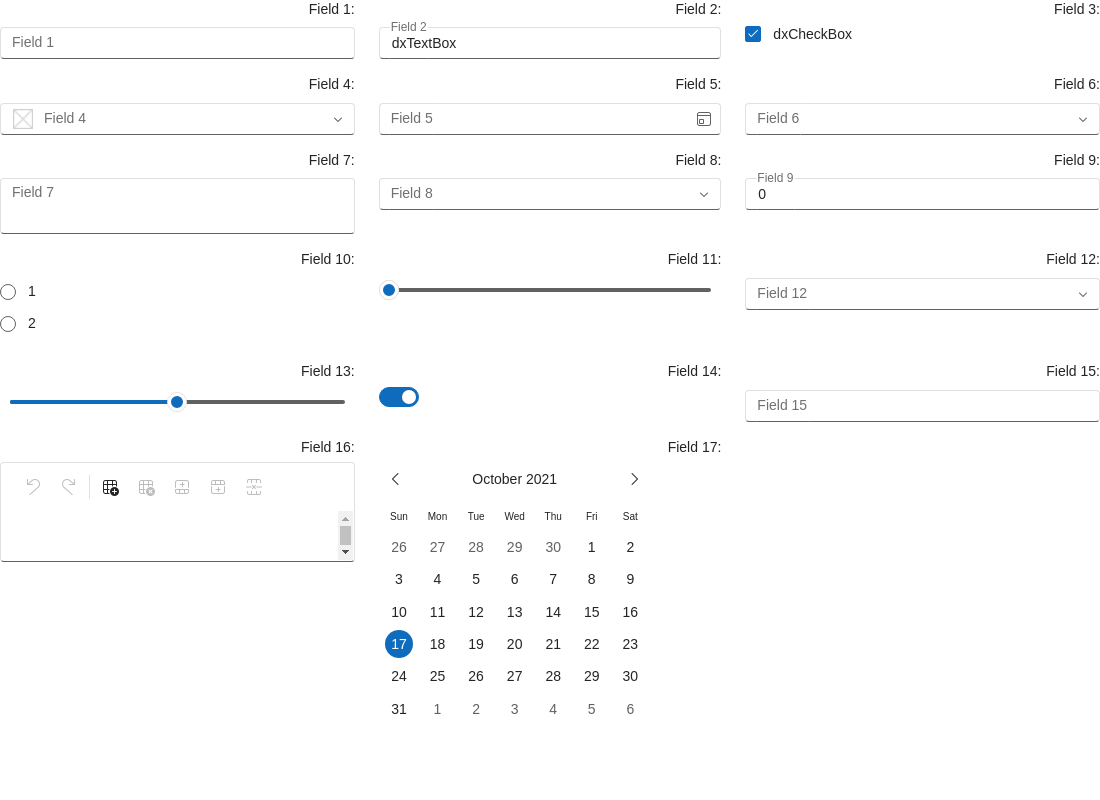 Field 1:
Field 1
Field 2:
Field 2
dxTextBox
Field 3:
dxCheckBox
Field 4:
Field 4
Field 5:
Field 5
Field 6:
Field 6
Field 7:
Field 7
Field 8:
Field 8
Field 9:
Field 9
0
Field 10:
1
2
Field 11:
Field 12:
Field 12
Field 13:
Field 14:
Field 15:
Field 15
Field 16:
Field 17:
October 2021
Sun Mon Tue Wed Thu Fri Sat
26 27 28 29 30 1 2
3 4 5 6 7 8 9
10 11 12 13 14 15 16
17 18 19 20 21 22 23
24 25 26 27 28 29 30
31 1 2 3 4 5 6